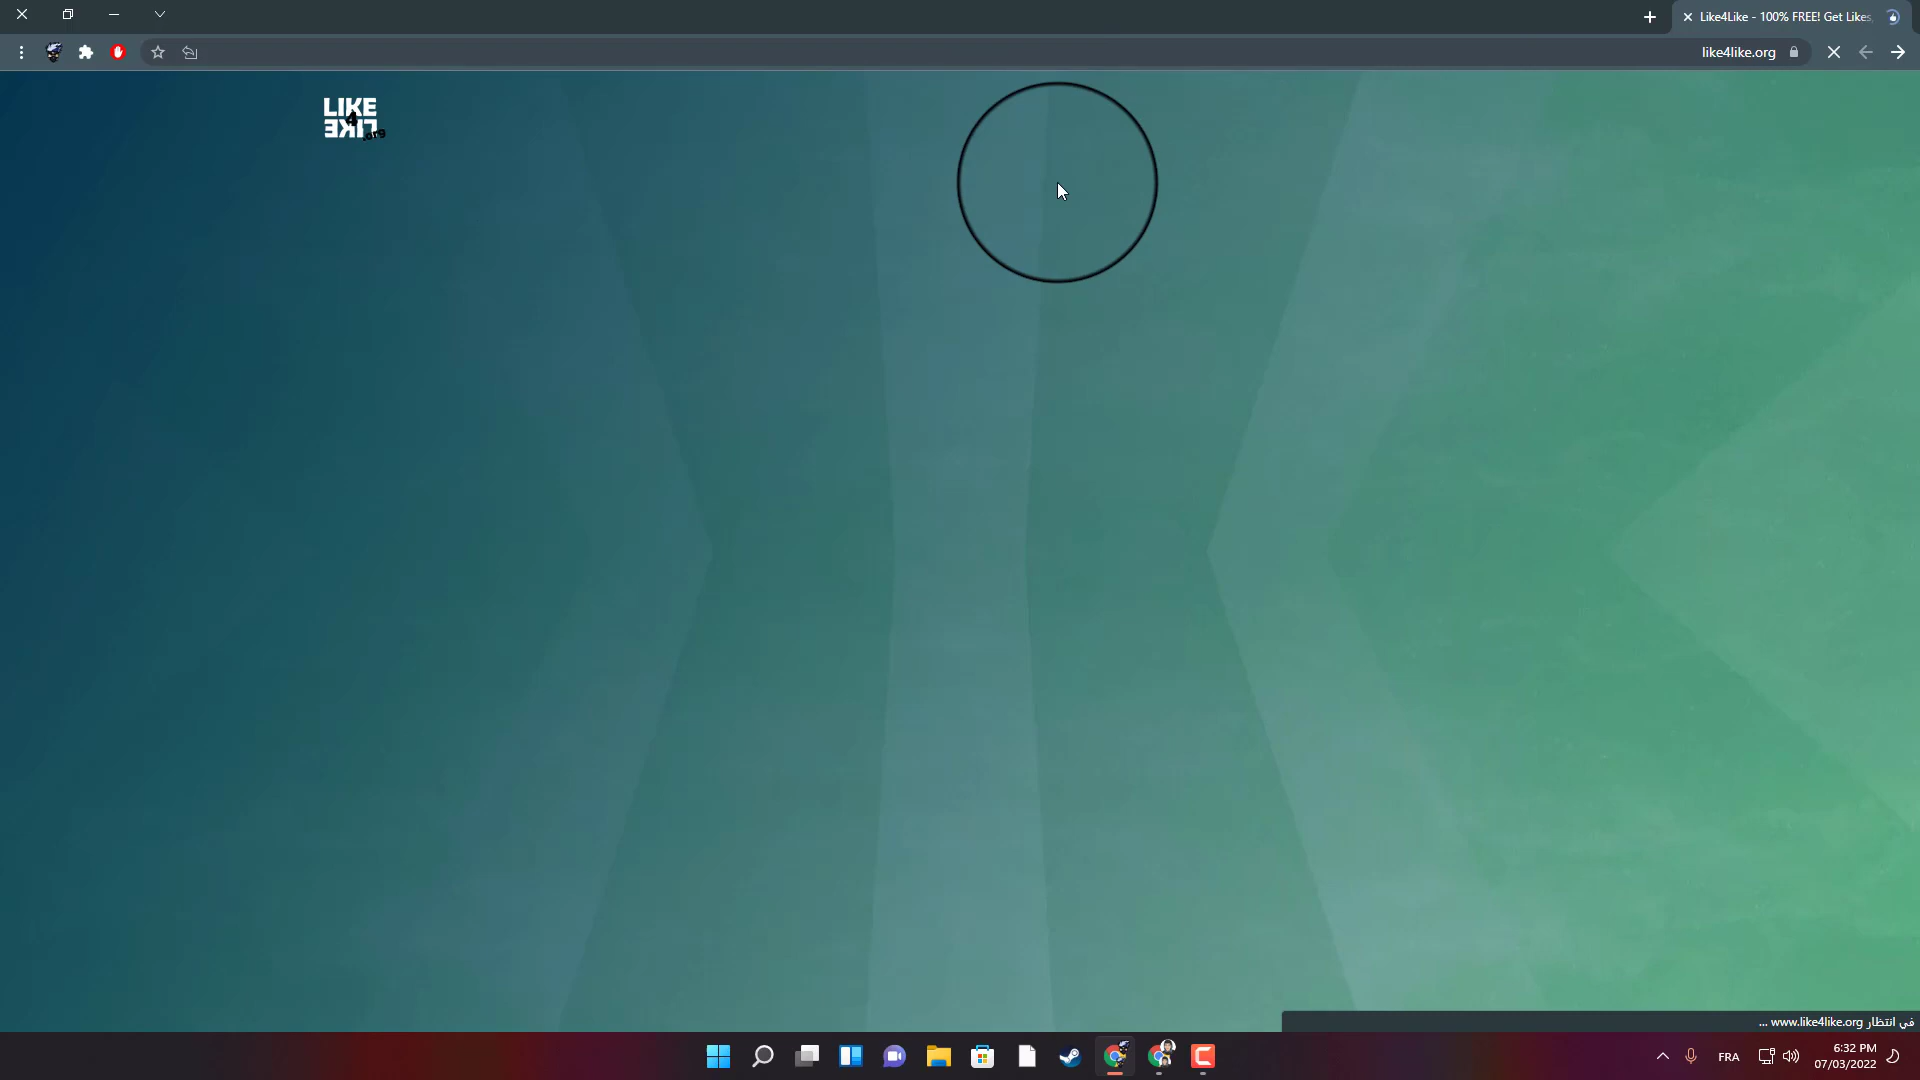 Like4Like - 100% FREE! Get Likes,
like4like.org
LIKE
4
LIKE
.org
في انتظار www.like4like.org ...
FRA
6:32 PM
07/03/2022